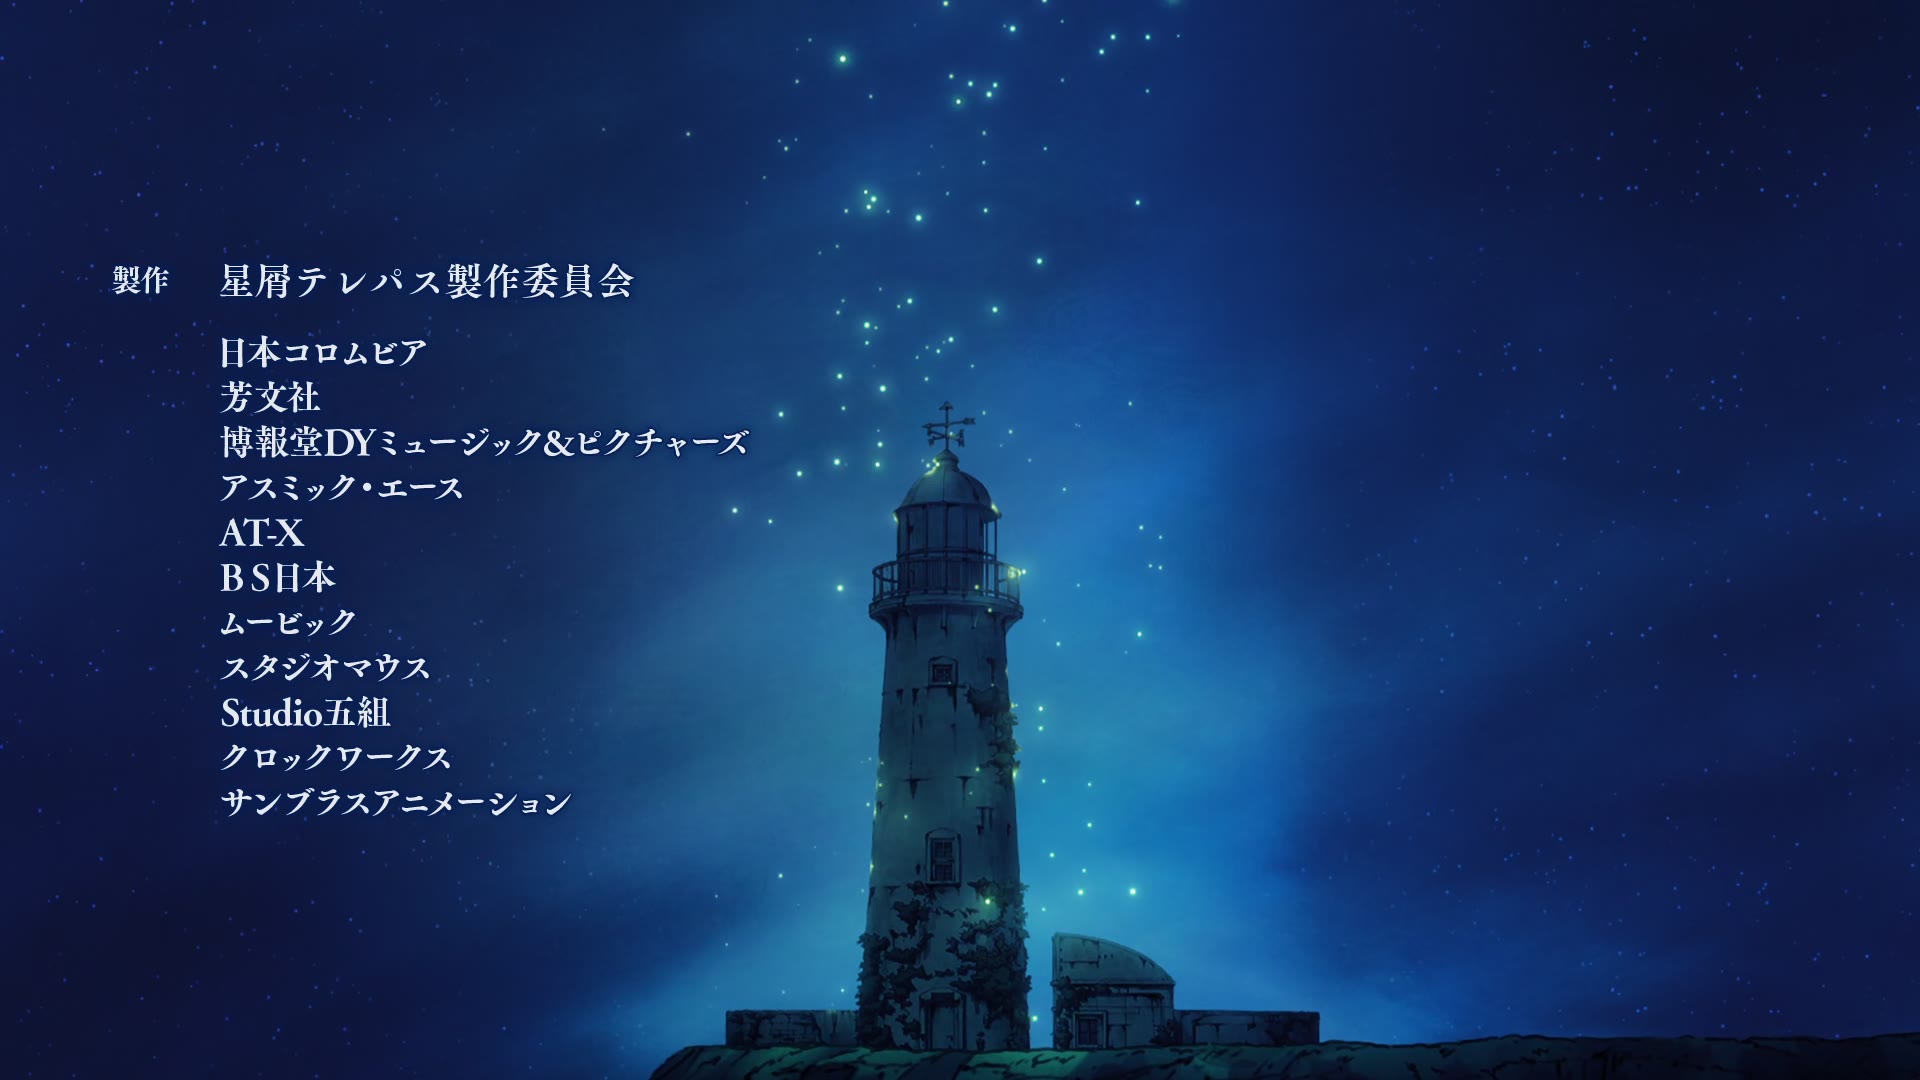 製作 星屑テレパス製作委員会
日本コロムビア
芳文社
博報堂DYミュージック&ピクチャーズ
アスミック・エース
AT-X
BS日本
ムービック
スタジオマウス
Studio五組
クロックワークス
サンブラスアニメーション